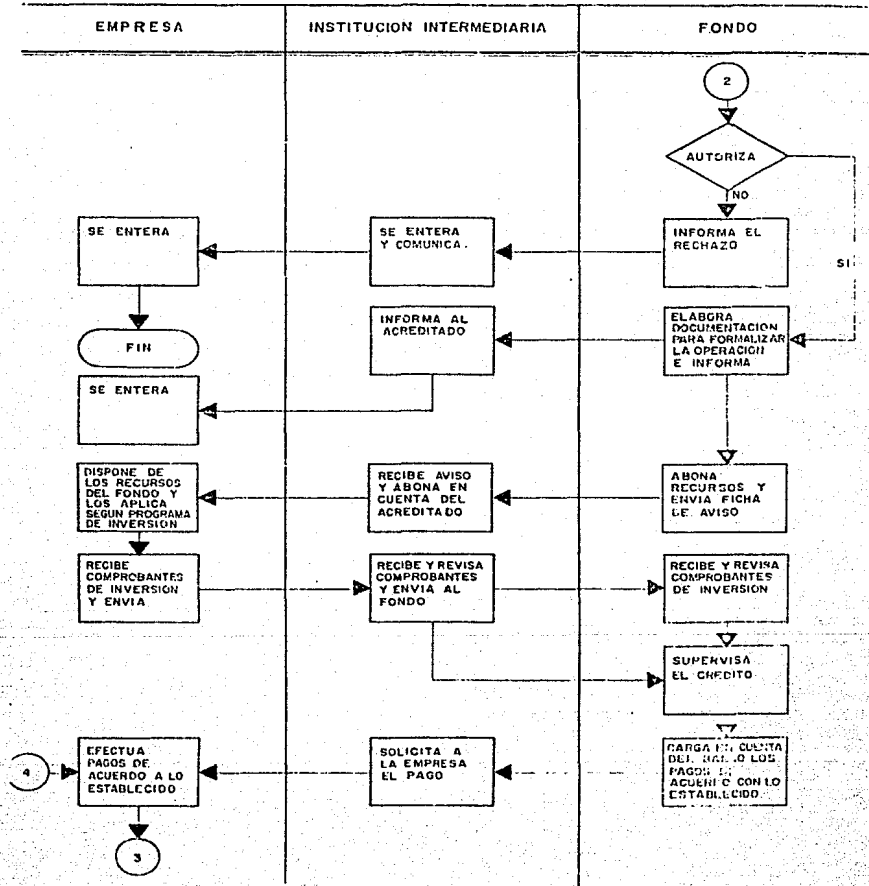 EMPRESA
INSTITUCION INTERMEDIARIA
FONDO
2
AUTORIZA
NO
SI
SE ENTERA
SE ENTERA
Y COMUNICA.
INFORMA EL
RECHAZO
FIN
INFORMA AL
ACREDITADO
ELABORA
DOCUMENTACION
PARA FORMALIZAR
LA OPERACION
E INFORMA
SE ENTERA
DISPONE DE
LOS RECURSOS
DEL FONDO Y
LOS APLICA
SEGUN PROGRAMA
DE INVERSION
RECIBE AVISO
Y ABONA EN
CUENTA DEL
ACREDITADO
ABONA
RECURSOS Y
ENVIA FICHA
DE AVISO
RECIBE
COMPROBANTES
DE INVERSION
Y ENVIA
RECIBE Y REVISA
COMPROBANTES
Y ENVIA AL
FONDO
RECIBE Y REVISA
COMPROBANTES
DE INVERSION
SUPERVISA
EL CREDITO
4
EFECTUA
PAGOS DE
ACUERDO A LO
ESTABLECIDO
SOLICITA A
LA EMPRESA
EL PAGO
CARGA EN CUENTA
DEL LOS
PAGOS DE
ACUERDO CON LO
ESTABLECIDO
3